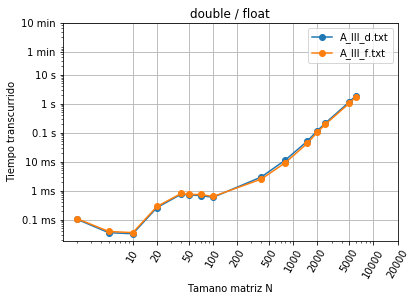 double / float
A_III_d.txt
A_III_f.txt
Tiempo transcurrido
10 min
1 min
10 s
1 s
0.1 s
10 ms
1 ms
0.1 ms
10
20
50
100
200
500
1000
2000
5000
10000
20000
Tamano matriz N